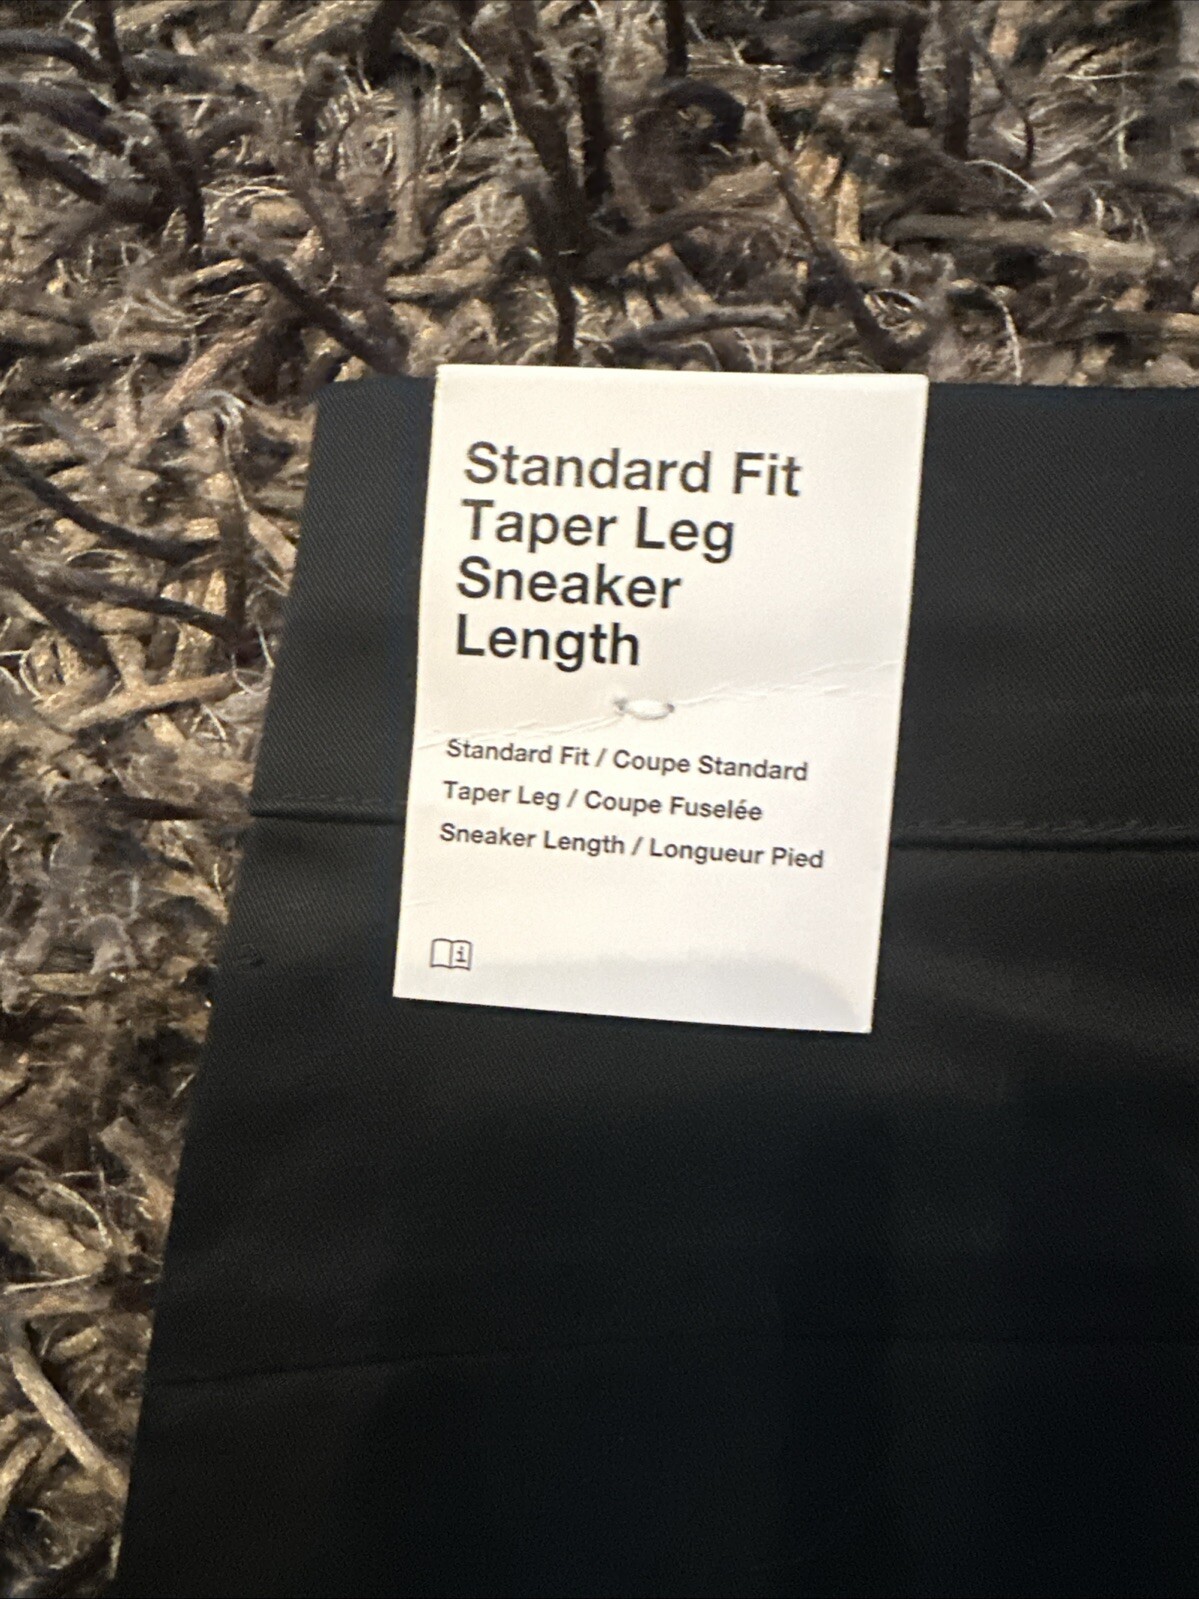 Standard Fit
Taper Leg
Sneaker
Length
Standard Fit / Coupe Standard
Taper Leg / Coupe Fuselée
Sneaker Length / Longueur Pied
i